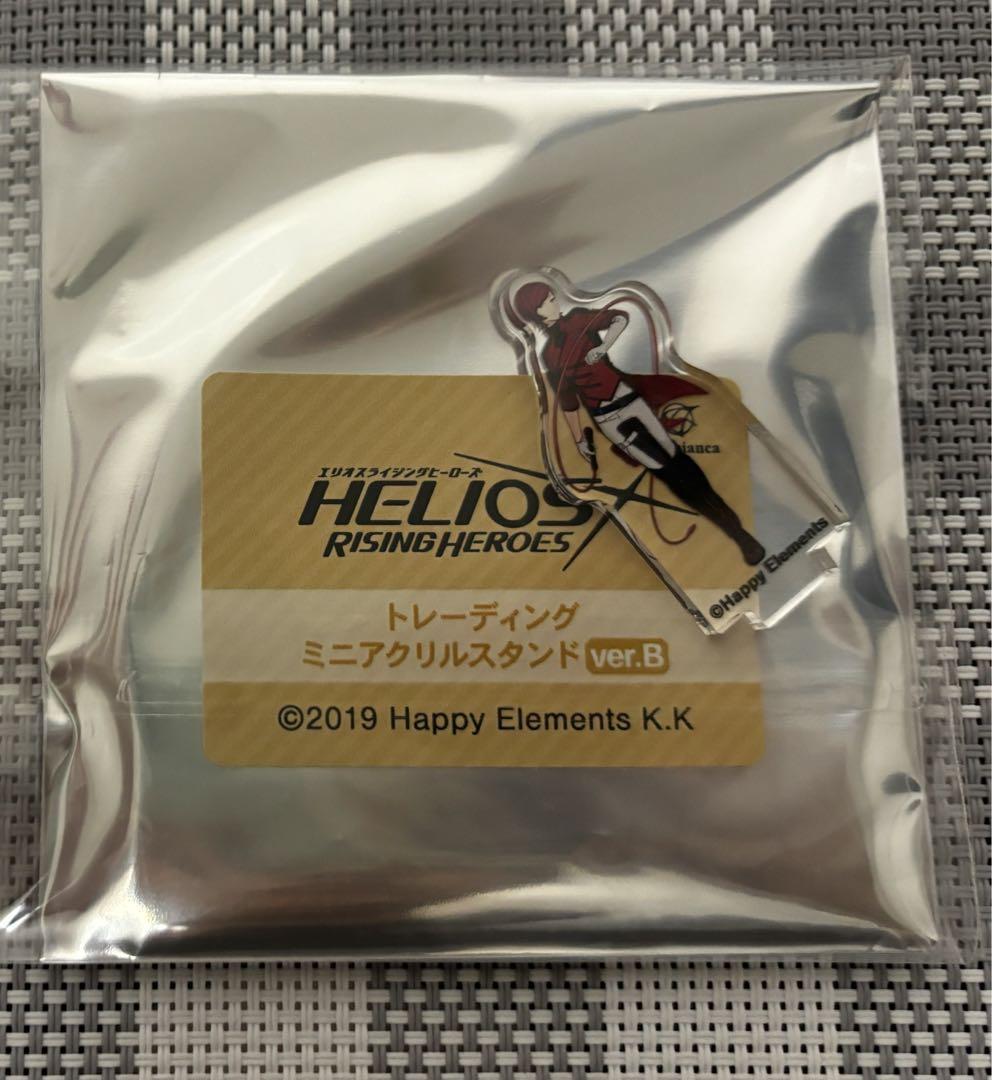 エリオスライジングヒーローズ
HELIOS
RISING HEROES
トレーディング
ミニアクリルスタンド ver.B
©2019 Happy Elements K.K
©Happy Elements